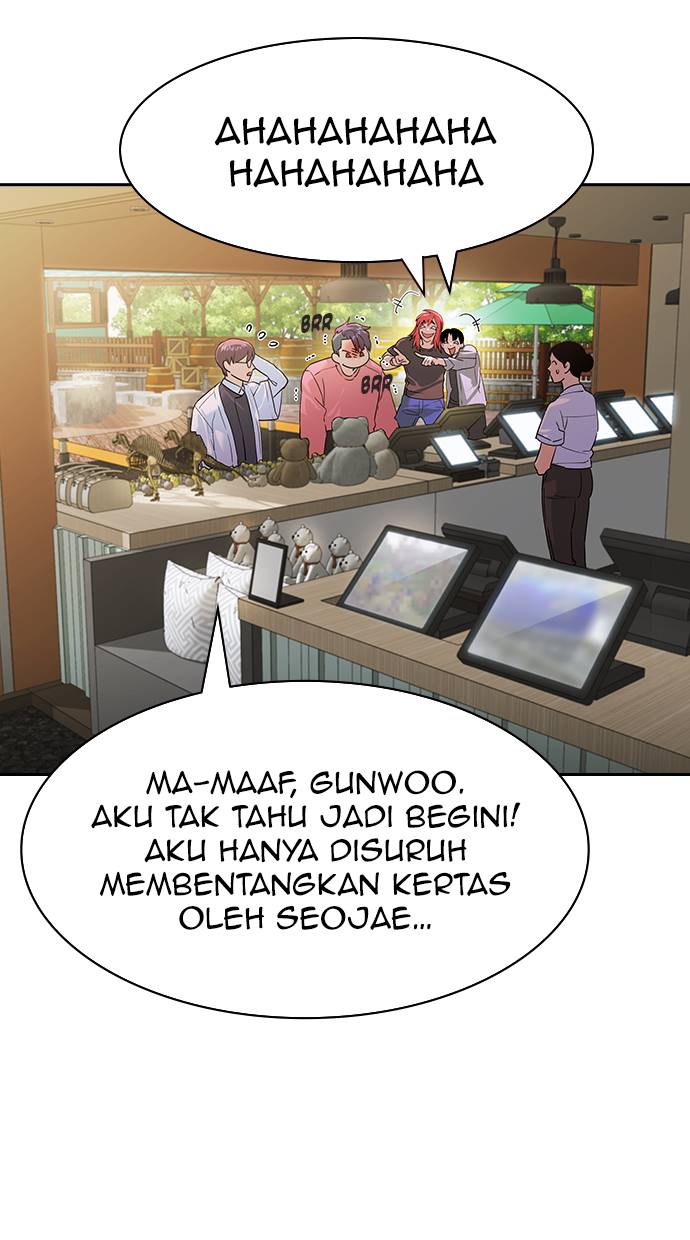 AHAHAHAHAHA
HAHAHAHAHA
BRR
BRR
MA-MAAF, GUNWOO.
AKU TAK TAHU JADI BEGINI!
AKU HANYA DISURUH
MEMBENTANGKAN KERTAS
OLEH SEOJAE...